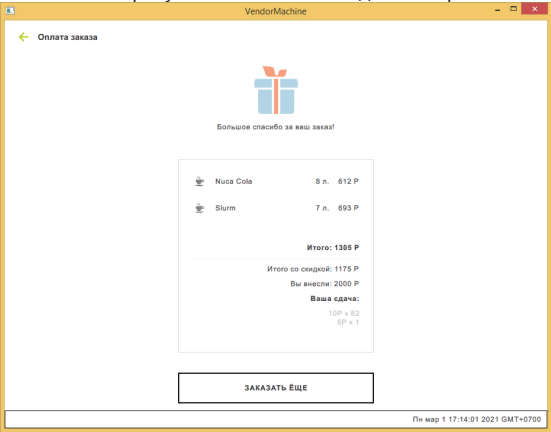 VendorMachine
Оплата заказа
Большое спасибо за ваш заказ!
Nuca Cola 8 л. 612 Р
Slurm 7 л. 693 Р
Итого: 1305 Р
Итого со скидкой: 1175 Р
Вы внесли: 2000 Р
Ваша сдача:
10Р x 82
5Р x 1
ЗАКАЗАТЬ ЁЩЕ
Пн мар 1 17:14:01 2021 GMT+0700